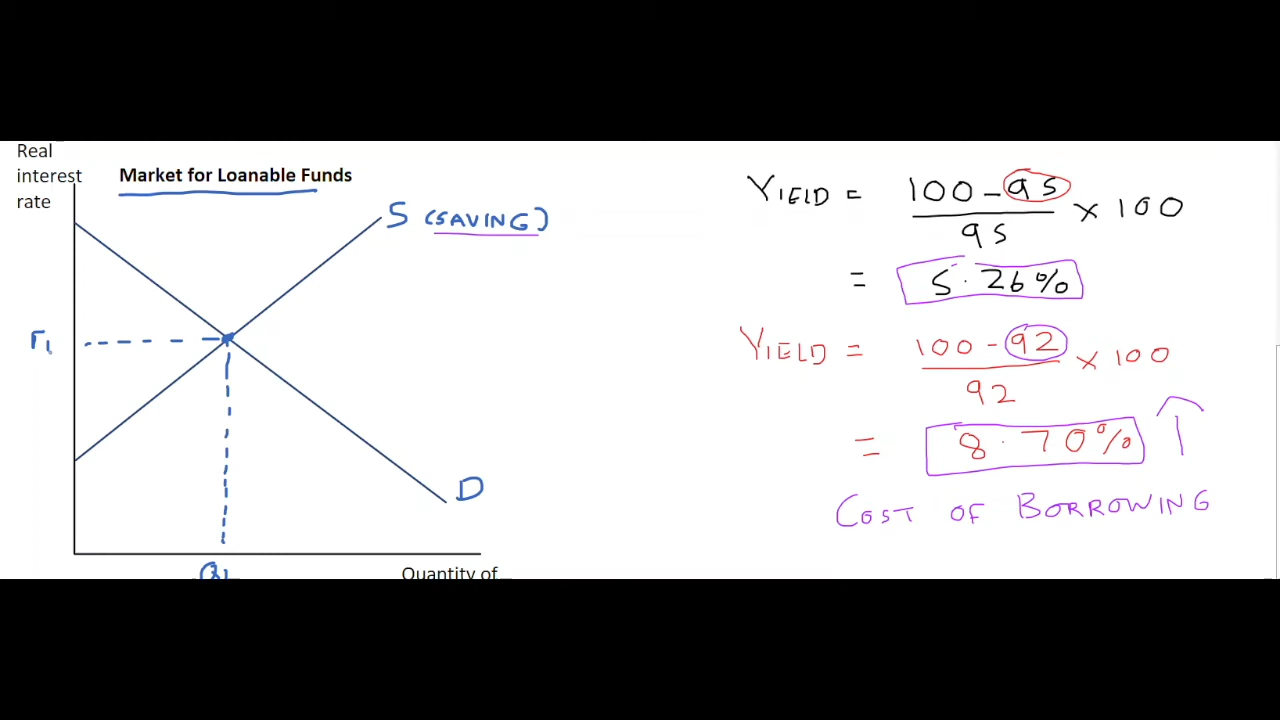 Real
interest
rate
Market for Loanable Funds
S (SAVING)
r1
D
Q1
Quantity of
YIELD = 100 - 95 × 100
95
= 5.26%
YIELD = 100 - 92 × 100
92
= 8.70% ↑
COST OF BORROWING